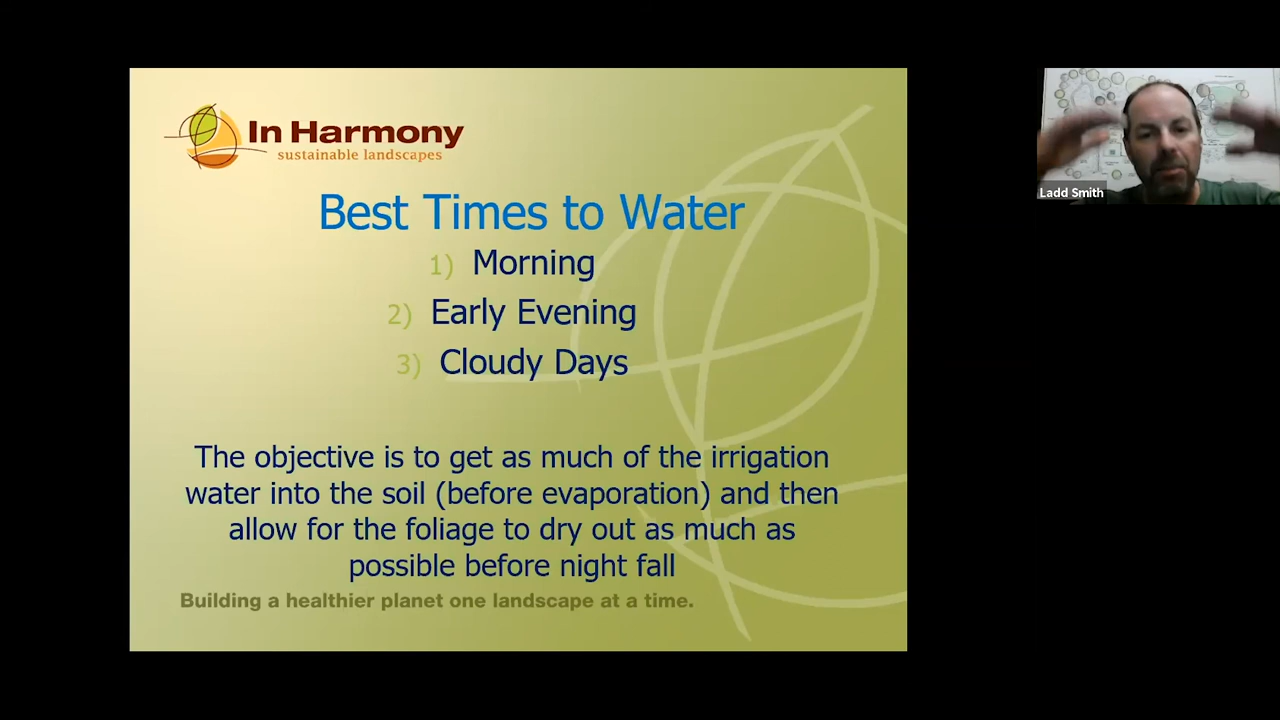 In Harmony
sustainable landscapes
Best Times to Water
1) Morning
2) Early Evening
3) Cloudy Days
The objective is to get as much of the irrigation
water into the soil (before evaporation) and then
allow for the foliage to dry out as much as
possible before night fall
Building a healthier planet one landscape at a time.
Ladd Smith